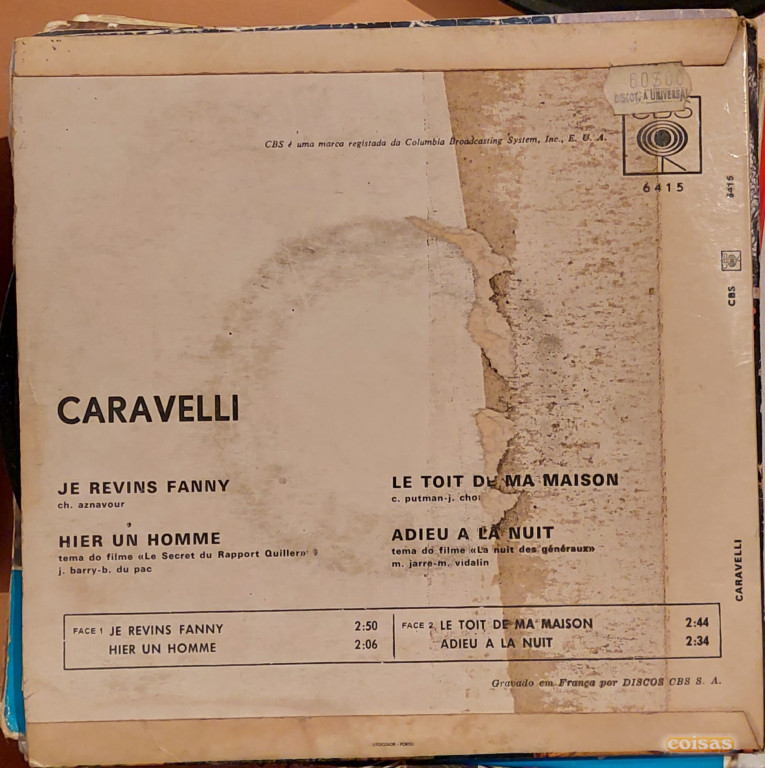 60$00
DISCOT. A UNIVERSAL
CBS
CBS é uma marca registada da Columbia Broadcasting System, Inc., E. U. A.
6415
6415
CBS
CARAVELLI
JE REVINS FANNY
ch. aznavour
HIER UN HOMME
tema do filme «Le Secret du Rapport Quiller»
j. barry-b. du pac
LE TOIT DE MA MAISON
c. putman-j.
ADIEU A LA NUIT
tema do filme «La nuit des généraux»
m. jarre-m. vidalin
CARAVELLI
FACE 1 JE REVINS FANNY 2:50
HIER UN HOMME 2:06
FACE 2 LE TOIT DE MA MAISON 2:44
ADIEU A LA NUIT 2:34
Gravado em França por DISCOS CBS S. A.
coisas